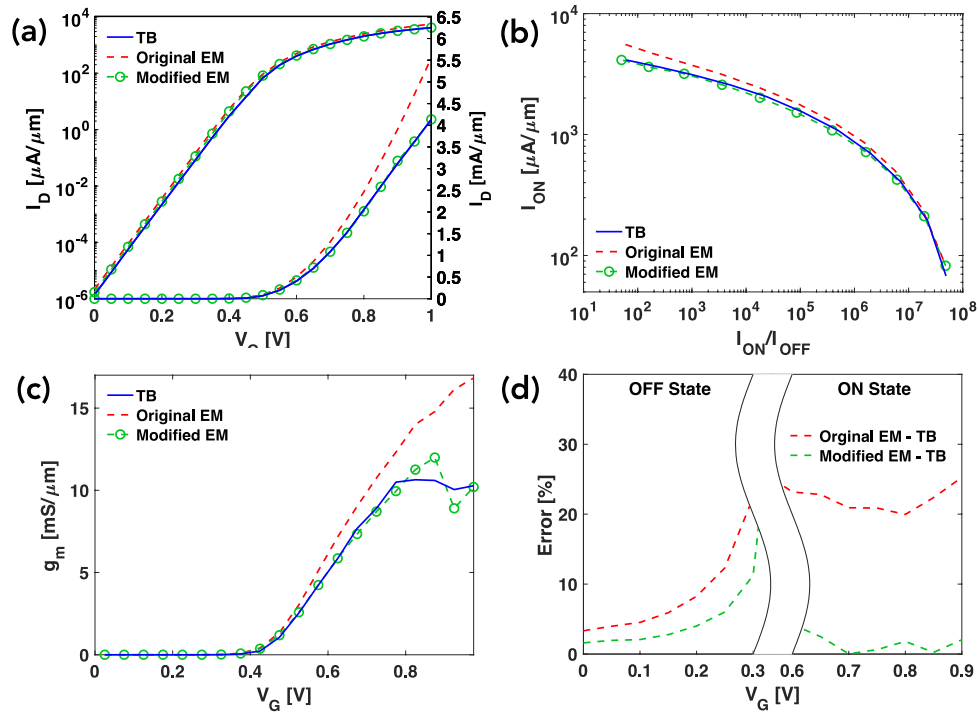 (a)
TB
Original EM
Modified EM
I_D [μA/μm]
10^4
10^2
10^0
10^-2
10^-4
10^-6
0 0.2 0.4 0.6 0.8 1
6.5
6
5.5
5
4.5
4
3.5
3
2.5
2
1.5
1
0.5
0
I_D [mA/μm]
(b)
TB
Original EM
Modified EM
I_ON [μA/μm]
10^4
10^3
10^2
10^1 10^2 10^3 10^4 10^5 10^6 10^7 10^8
I_ON/I_OFF
(c)
TB
Original EM
Modified EM
g_m [mS/μm]
15
10
5
0
0 0.2 0.4 0.6 0.8
V_G [V]
(d)
OFF State ON State
Orginal EM - TB
Modified EM - TB
Error [%]
40
30
20
10
0
0 0.1 0.2 0.3 0.6 0.7 0.8 0.9
V_G [V]